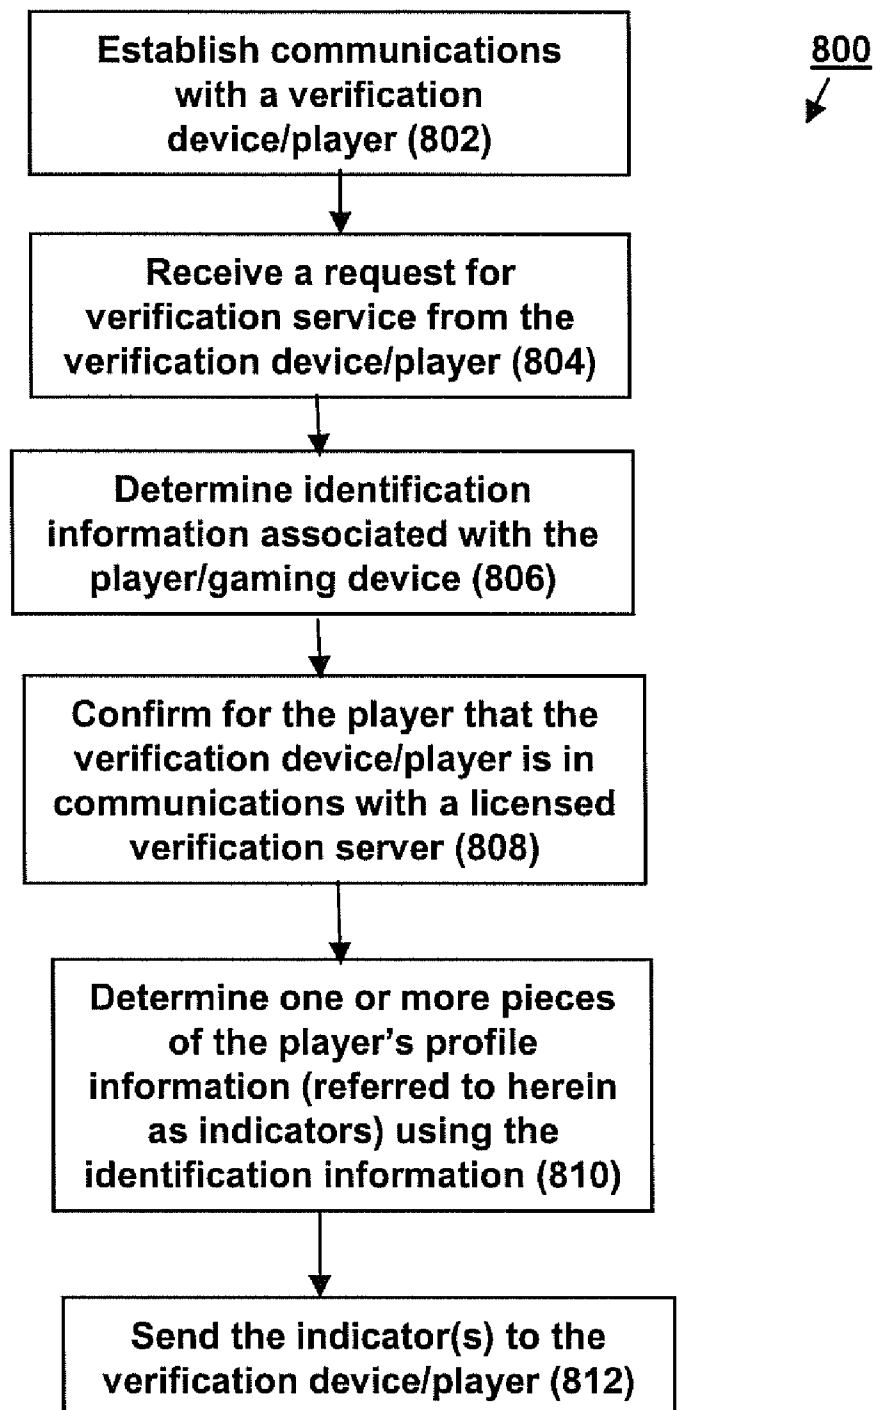 Establish communications
with a verification
device/player (802)
800
Receive a request for
verification service from the
verification device/player (804)
Determine identification
information associated with the
player/gaming device (806)
Confirm for the player that the
verification device/player is in
communications with a licensed
verification server (808)
Determine one or more pieces
of the player's profile
information (referred to herein
as indicators) using the
identification information (810)
Send the indicator(s) to the
verification device/player (812)